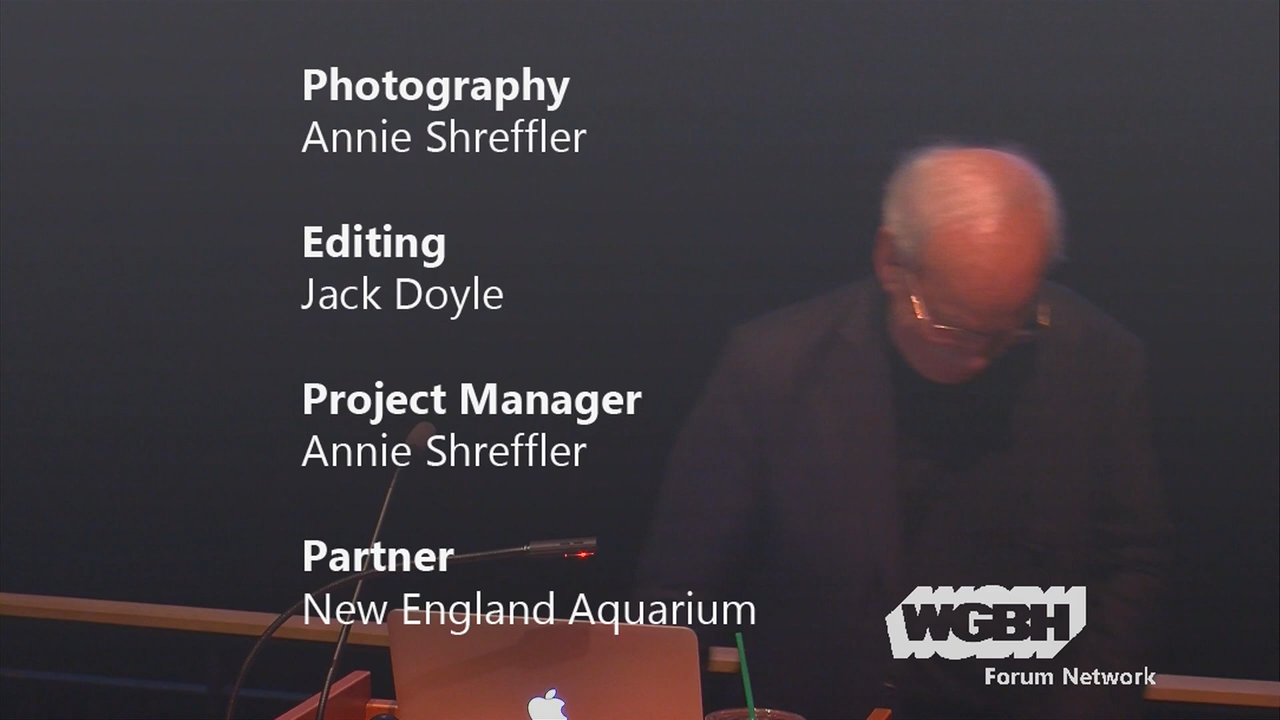 Photography
Annie Shreffler
Editing
Jack Doyle
Project Manager
Annie Shreffler
Partner
New England Aquarium
WGBH
Forum Network